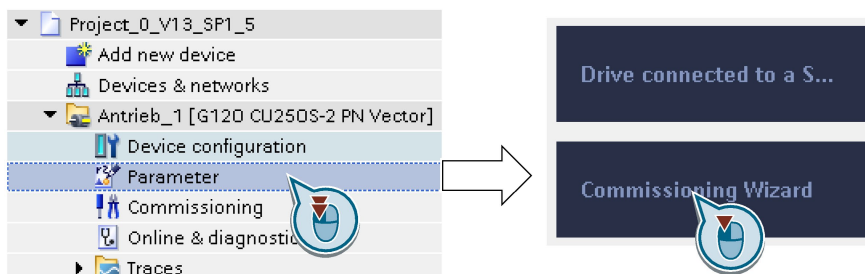 Project_0_V13_SP1_5
Add new device
Devices & networks
Antrieb_1 [G120 CU250S-2 PN Vector]
Device configuration
Parameter
Commissioning
Online &
Traces
Drive connected to a S...
Commissioning Wizard